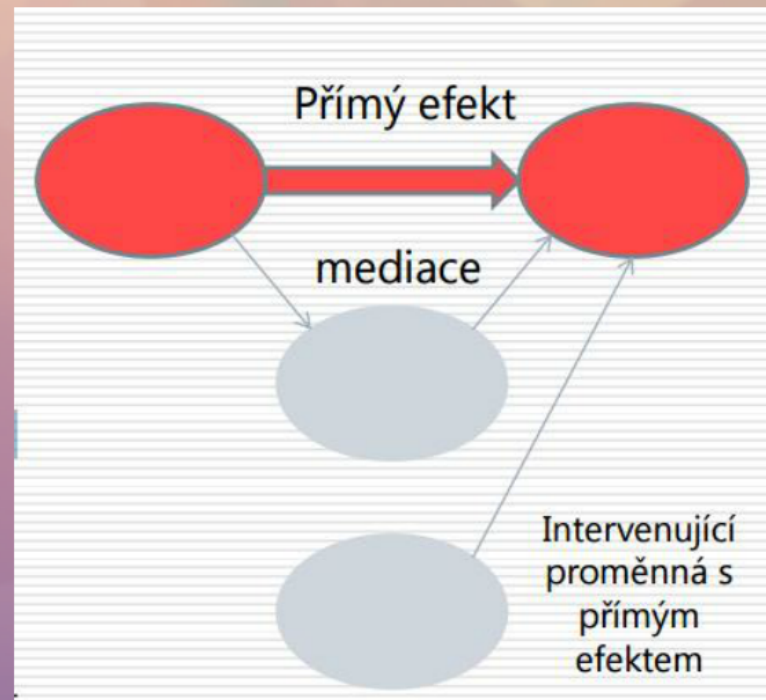 Přímý efekt
mediace
Intervenující
proměnná s
přímým
efektem